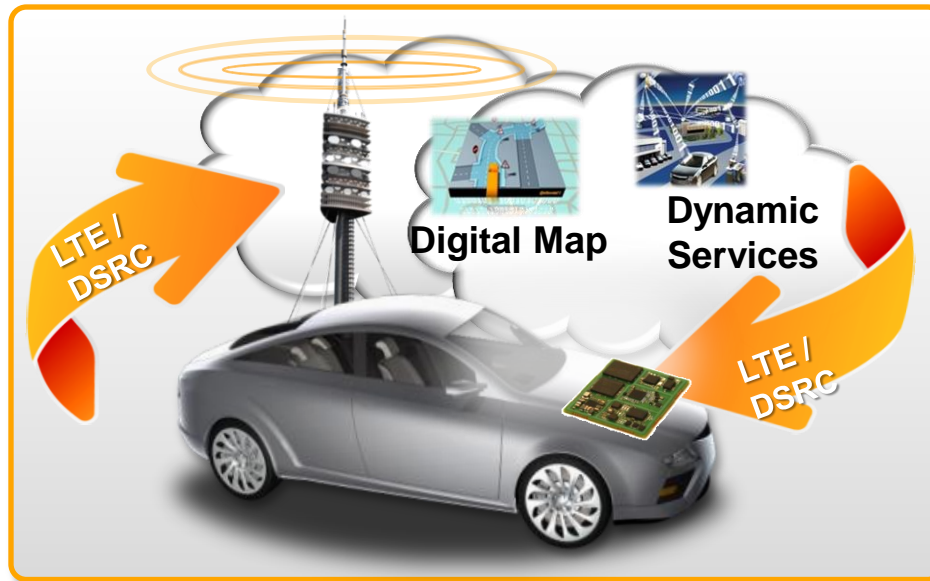 LTE /
DSRC
Digital Map
Dynamic
Services
LTE /
DSRC